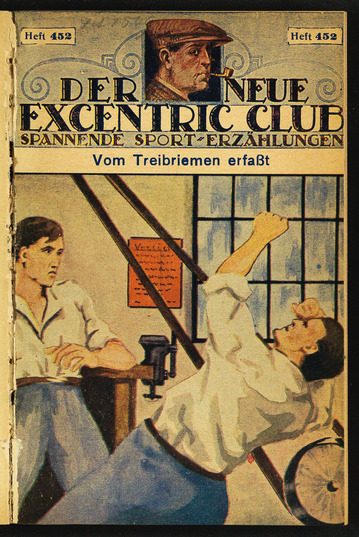 Heft 452
Heft 452
DER NEUE
EXCENTRIC CLUB
SPANNENDE SPORT-ERZÄHLUNGEN
Vom Treibriemen erfaßt